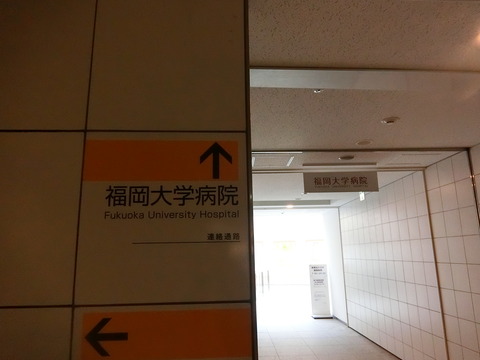 福岡大学病院
Fukuoka University Hospital
連絡通路
福岡大学病院